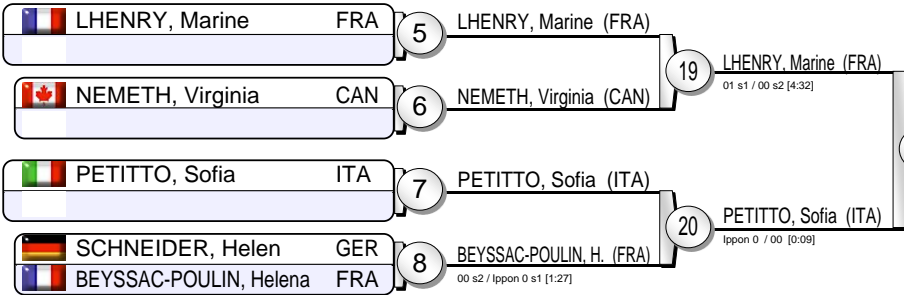 LHENRY, Marine FRA
5
LHENRY, Marine (FRA)
19
LHENRY, Marine (FRA)
01 s1 / 00 s2 [4:32]
NEMETH, Virginia CAN
6
NEMETH, Virginia (CAN)
PETITTO, Sofia ITA
7
PETITTO, Sofia (ITA)
20
PETITTO, Sofia (ITA)
Ippon 0 / 00 [0:09]
SCHNEIDER, Helen GER
BEYSSAC-POULIN, Helena FRA
8
BEYSSAC-POULIN, H. (FRA)
00 s2 / Ippon 0 s1 [1:27]